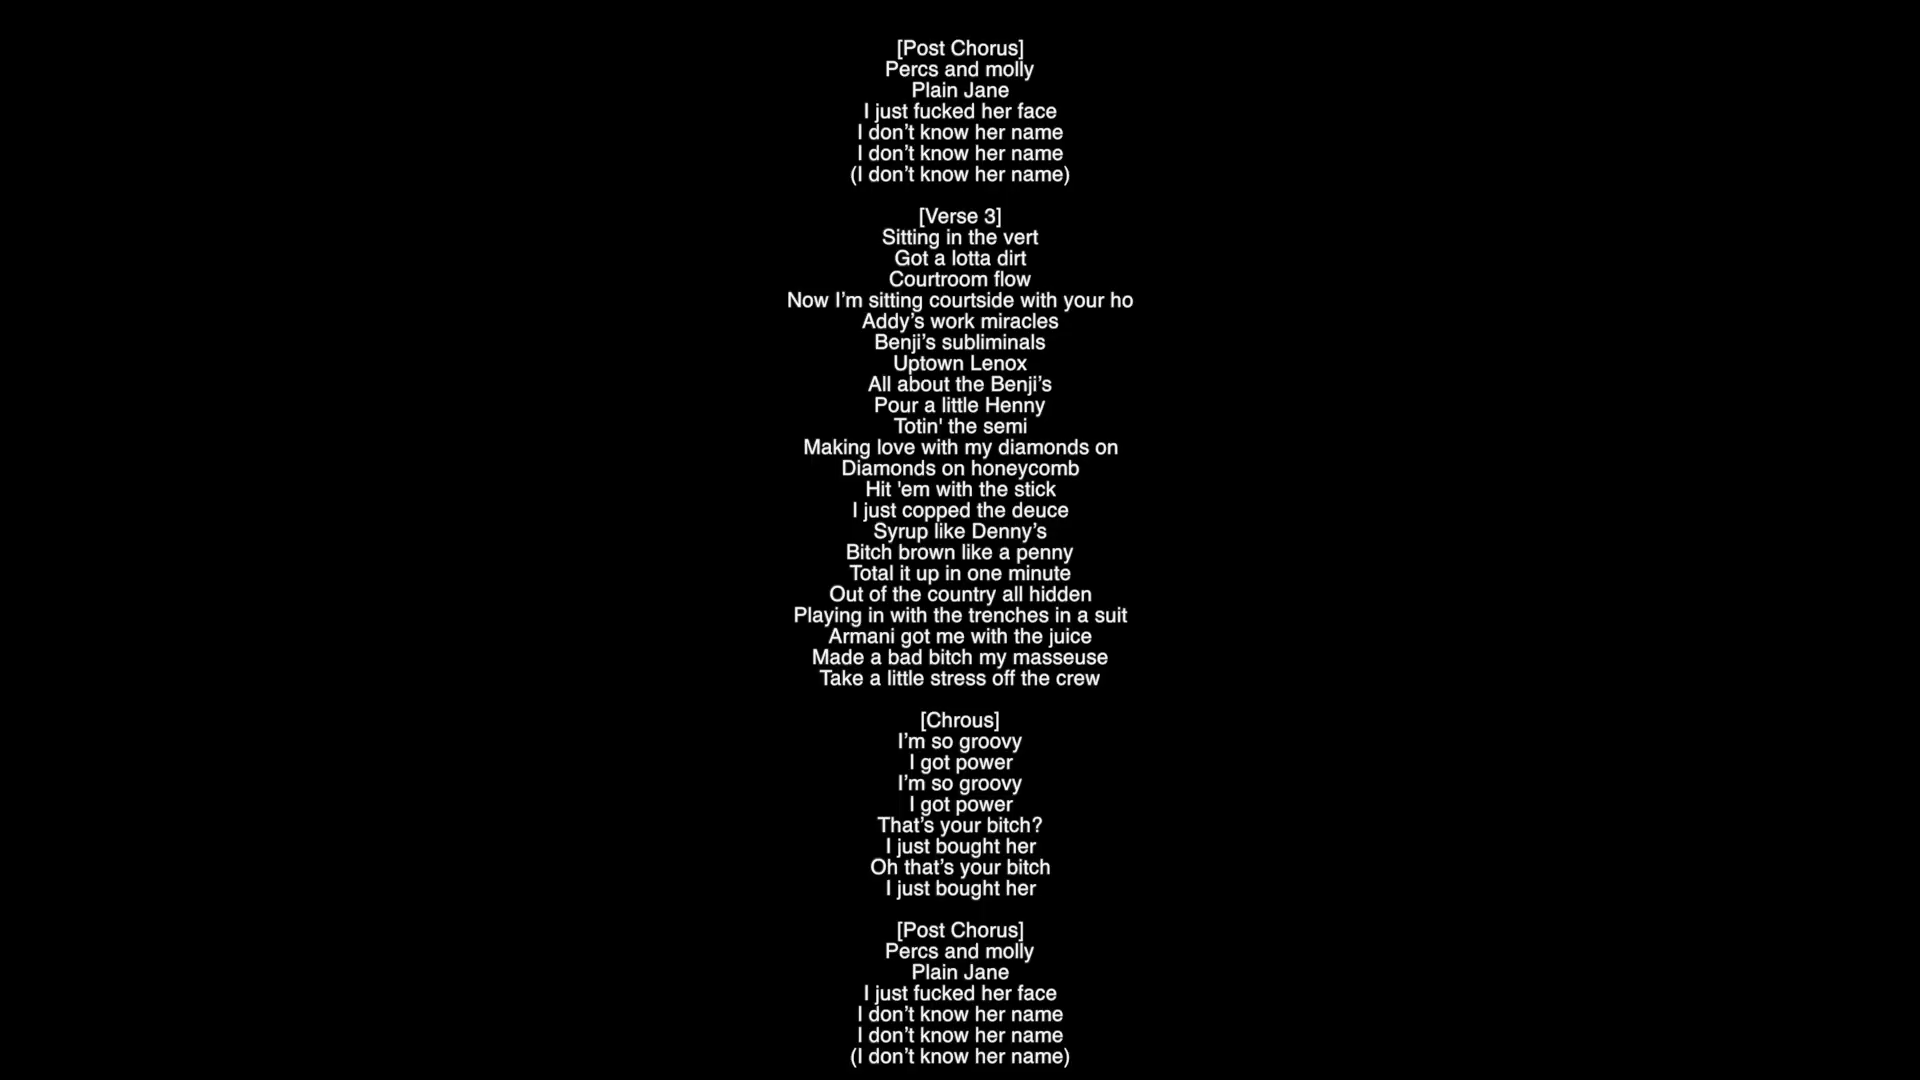 [Post Chorus]
Percs and molly
Plain Jane
I just fucked her face
I don’t know her name
I don’t know her name
(I don’t know her name)
[Verse 3]
Sitting in the vert
Got a lotta dirt
Courtroom flow
Now I’m sitting courtside with your ho
Addy’s work miracles
Benji’s subliminals
Uptown Lenox
All about the Benji’s
Pour a little Henny
Totin' the semi
Making love with my diamonds on
Diamonds on honeycomb
Hit 'em with the stick
I just copped the deuce
Syrup like Denny’s
Bitch brown like a penny
Total it up in one minute
Out of the country all hidden
Playing in with the trenches in a suit
Armani got me with the juice
Made a bad bitch my masseuse
Take a little stress off the crew
[Chrous]
I’m so groovy
I got power
I’m so groovy
I got power
That’s your bitch?
I just bought her
Oh that’s your bitch
I just bought her
[Post Chorus]
Percs and molly
Plain Jane
I just fucked her face
I don’t know her name
I don’t know her name
(I don’t know her name)